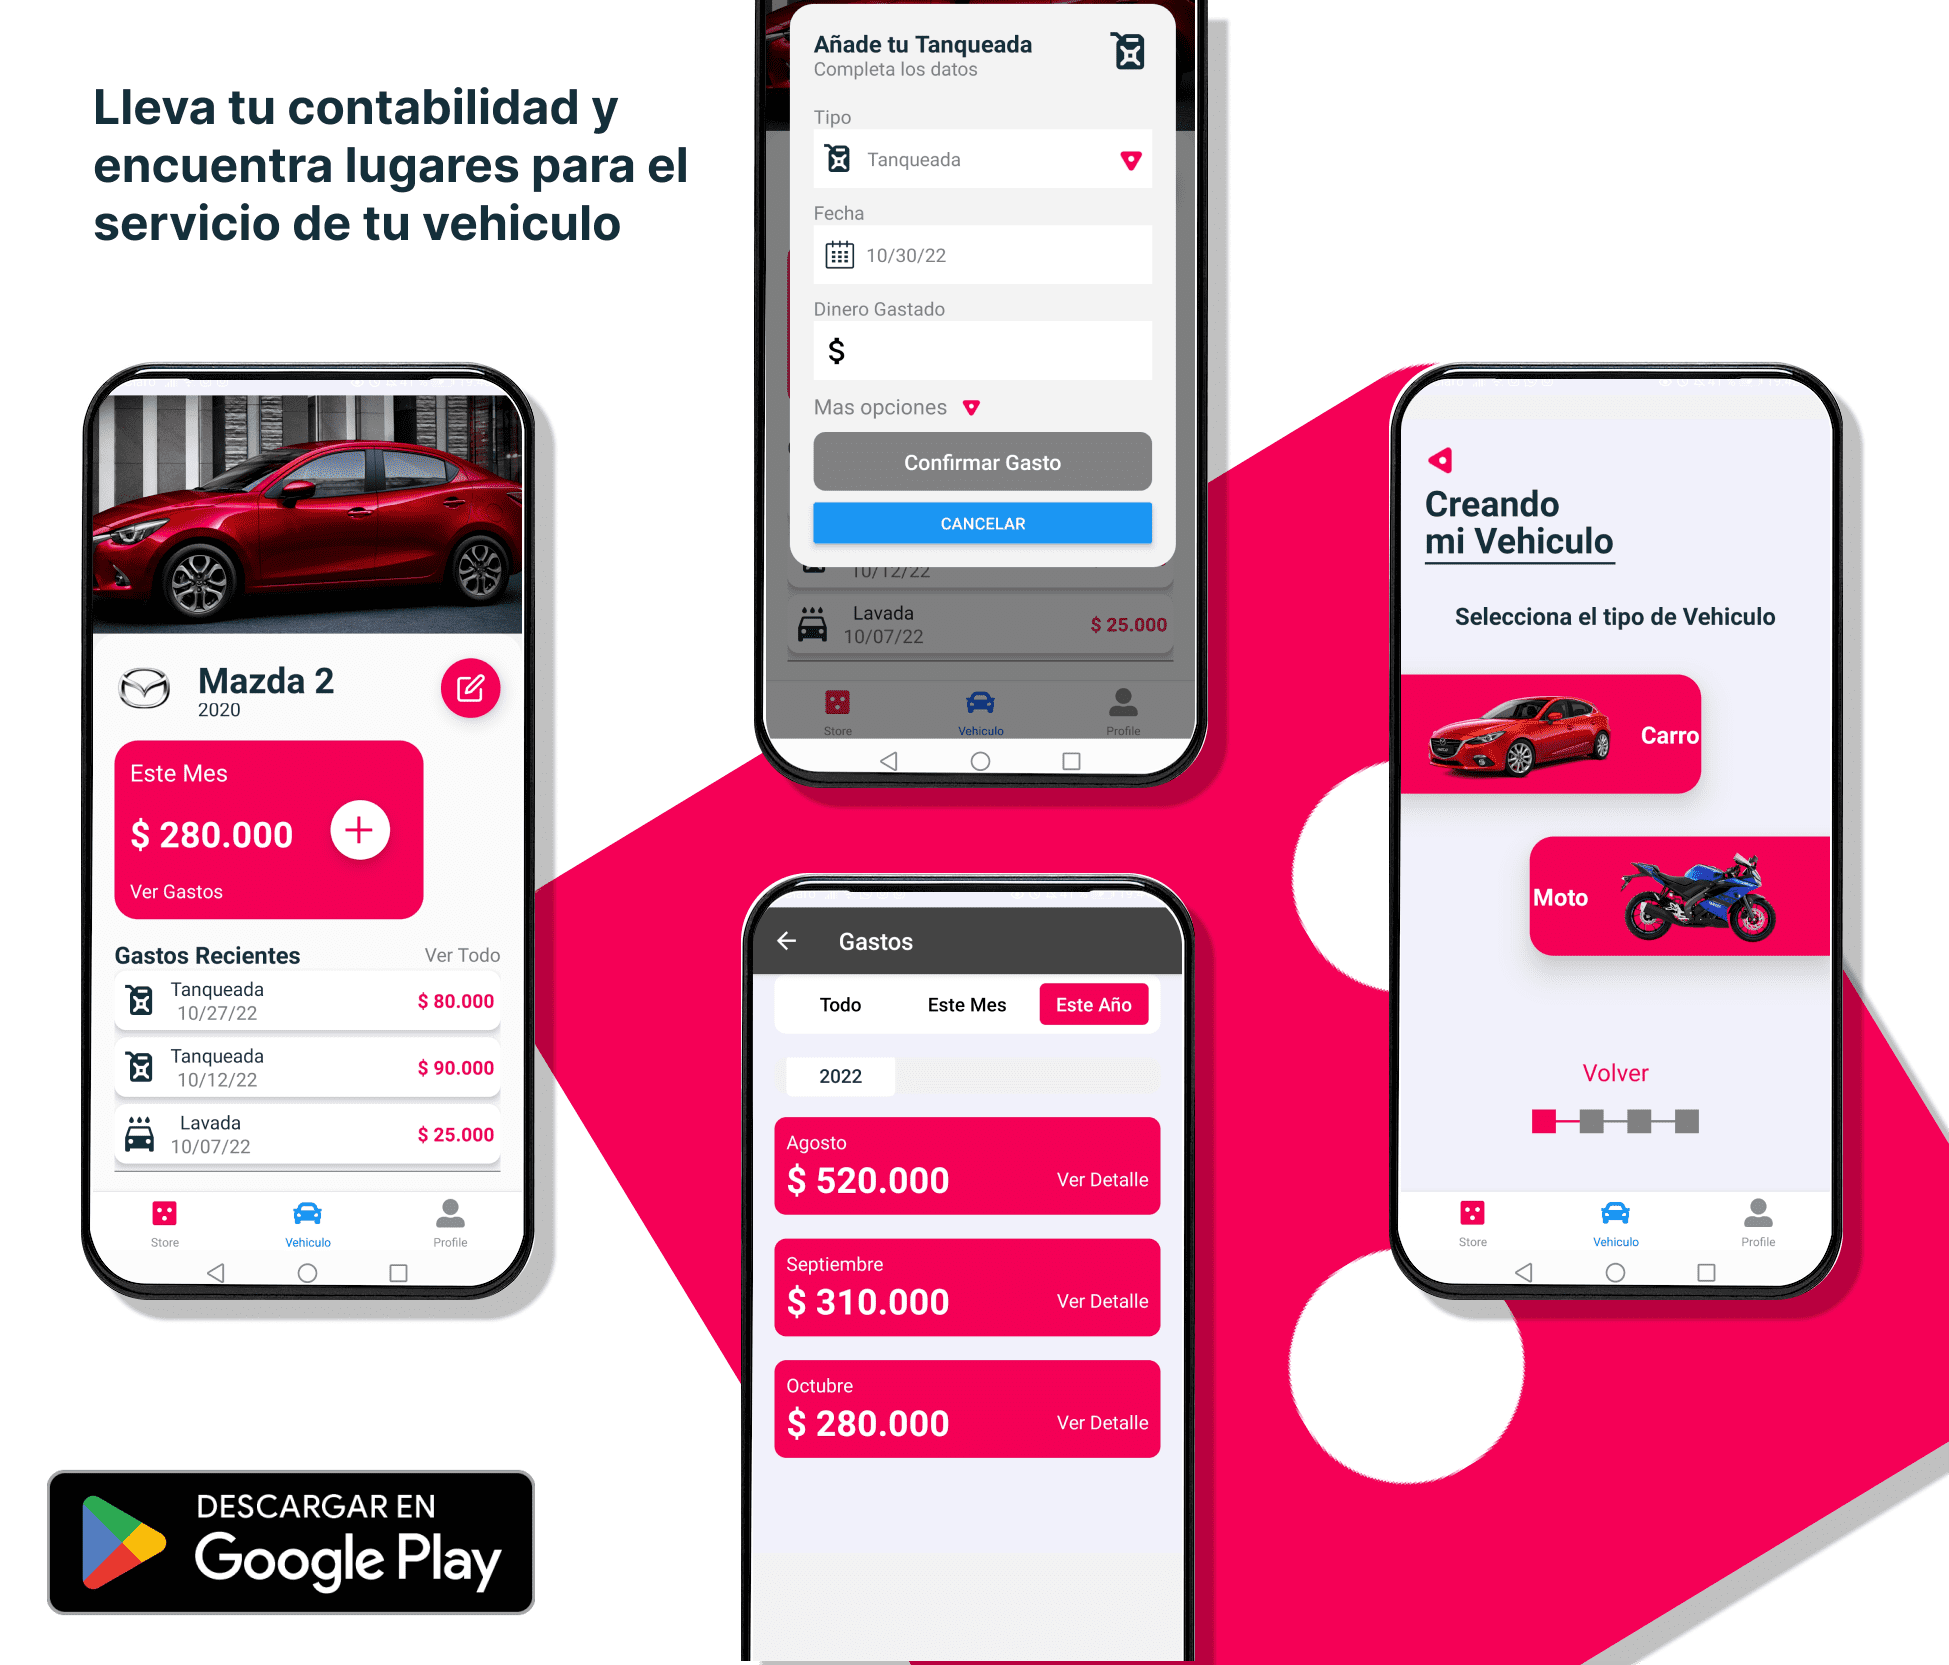 Lleva tu contabilidad y
encuentra lugares para el
servicio de tu vehiculo
Mazda 2
2020
Este Mes
$ 280.000
Ver Gastos
Gastos Recientes
Ver Todo
Tanqueada
10/27/22
$ 80.000
Tanqueada
10/12/22
$ 90.000
Lavada
10/07/22
$ 25.000
Store
Vehiculo
Profile
Añade tu Tanqueada
Completa los datos
Tipo
Tanqueada
Fecha
10/30/22
Dinero Gastado
$
Mas opciones
Confirmar Gasto
CANCELAR
10/12/22
Lavada
10/07/22
$ 25.000
Store
Vehiculo
Profile
Gastos
Todo
Este Mes
Este Año
2022
Agosto
$ 520.000
Ver Detalle
Septiembre
$ 310.000
Ver Detalle
Octubre
$ 280.000
Ver Detalle
Creando
mi Vehiculo
Selecciona el tipo de Vehiculo
Carro
Moto
Volver
Store
Vehiculo
Profile
DESCARGAR EN
Google Play